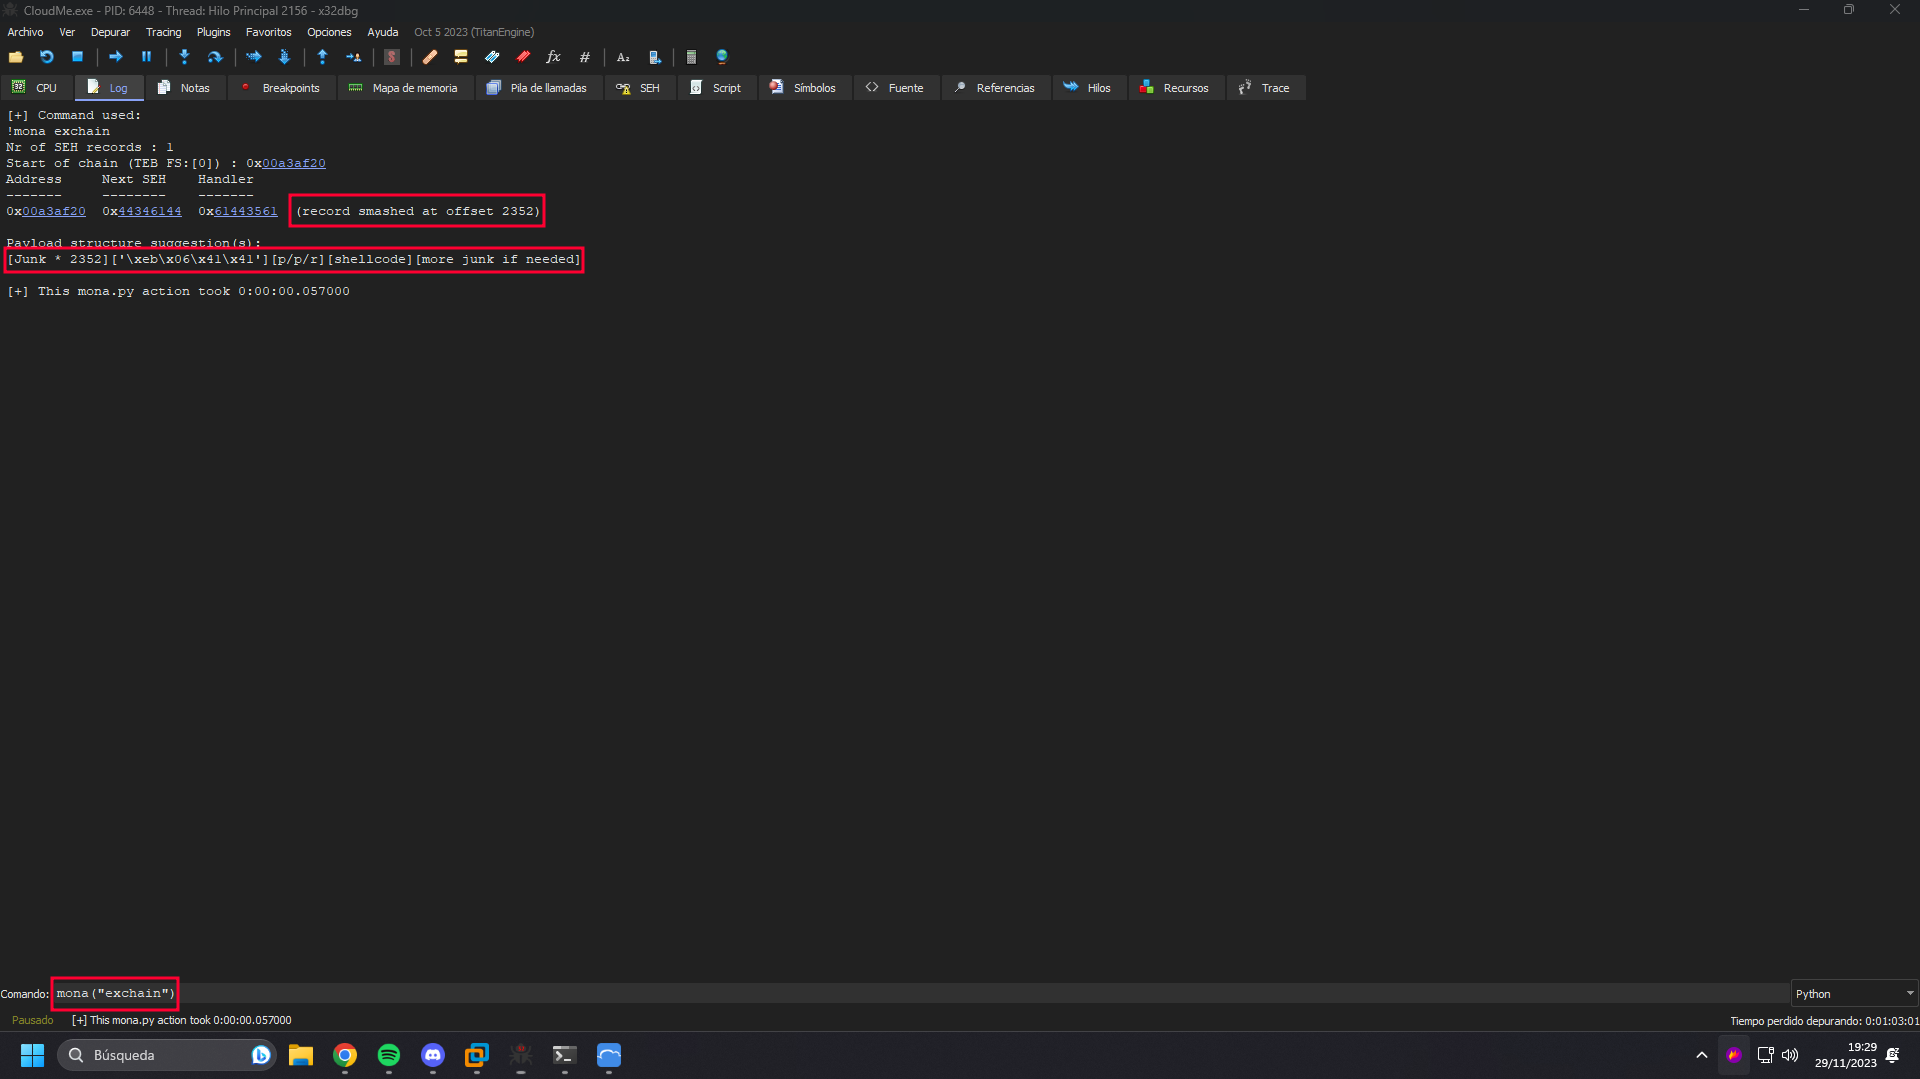 CloudMe.exe - PID: 6448 - Thread: Hilo Principal 2156 - x32dbg
Archivo Ver Depurar Tracing Plugins Favoritos Opciones Ayuda Oct 5 2023 (TitanEngine)
CPU Log Notas Breakpoints Mapa de memoria Pila de llamadas SEH Script Símbolos Fuente Referencias Hilos Recursos Trace
[+] Command used:
!mona exchain
Nr of SEH records : 1
Start of chain (TEB FS:[0]) : 0x00a3af20
Address Next SEH Handler
------- -------- -------
0x00a3af20 0x44346144 0x61443561 (record smashed at offset 2352)
Payload structure suggestion(s):
[Junk * 2352]['\xeb\x06\x41\x41'][p/p/r][shellcode][more junk if needed]
[+] This mona.py action took 0:00:00.057000
Comando: mona("exchain") Python
Pausado [+] This mona.py action took 0:00:00.057000 Tiempo perdido depurando: 0:01:03:01
Búsqueda
19:29
29/11/2023